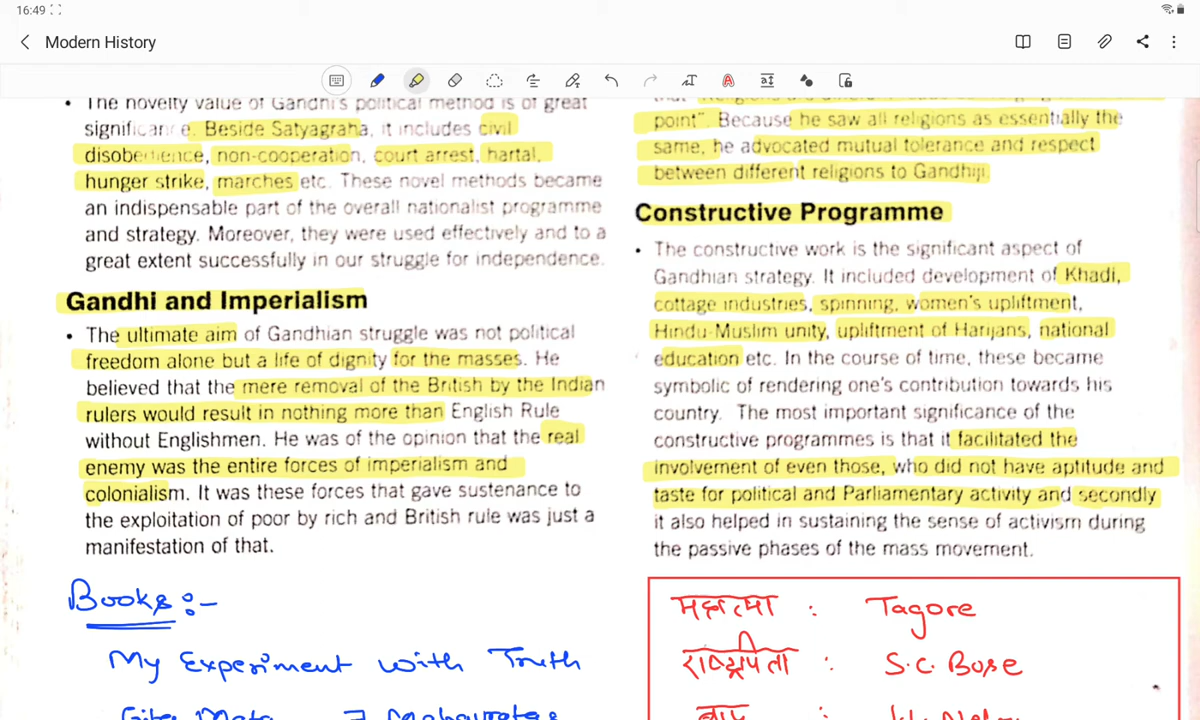 16:49
Modern History
• The novelty value of Gandhi's political method is of great
significance. Beside Satyagraha, it includes civil
disobedience, non-cooperation, court arrest, hartal,
hunger strike, marches etc. These novel methods became
an indispensable part of the overall nationalist programme
and strategy. Moreover, they were used effectively and to a
great extent successfully in our struggle for independence.
Gandhi and Imperialism
• The ultimate aim of Gandhian struggle was not political
freedom alone but a life of dignity for the masses. He
believed that the mere removal of the British by the Indian
rulers would result in nothing more than English Rule
without Englishmen. He was of the opinion that the real
enemy was the entire forces of imperialism and
colonialism. It was these forces that gave sustenance to
the exploitation of poor by rich and British rule was just a
manifestation of that.
Books :-
My Experiment with Truth
point". Because he saw all religions as essentially the
same, he advocated mutual tolerance and respect
between different religions to Gandhiji.
Constructive Programme
• The constructive work is the significant aspect of
Gandhian strategy. It included development of Khadi,
cottage industries, spinning, women's upliftment,
Hindu-Muslim unity, upliftment of Harijans, national
education etc. In the course of time, these became
symbolic of rendering one's contribution towards his
country. The most important significance of the
constructive programmes is that it facilitated the
involvement of even those, who did not have aptitude and
taste for political and Parliamentary activity and secondly
it also helped in sustaining the sense of activism during
the passive phases of the mass movement.
महात्मा : Tagore
राष्ट्रपिता : S.C. Bose